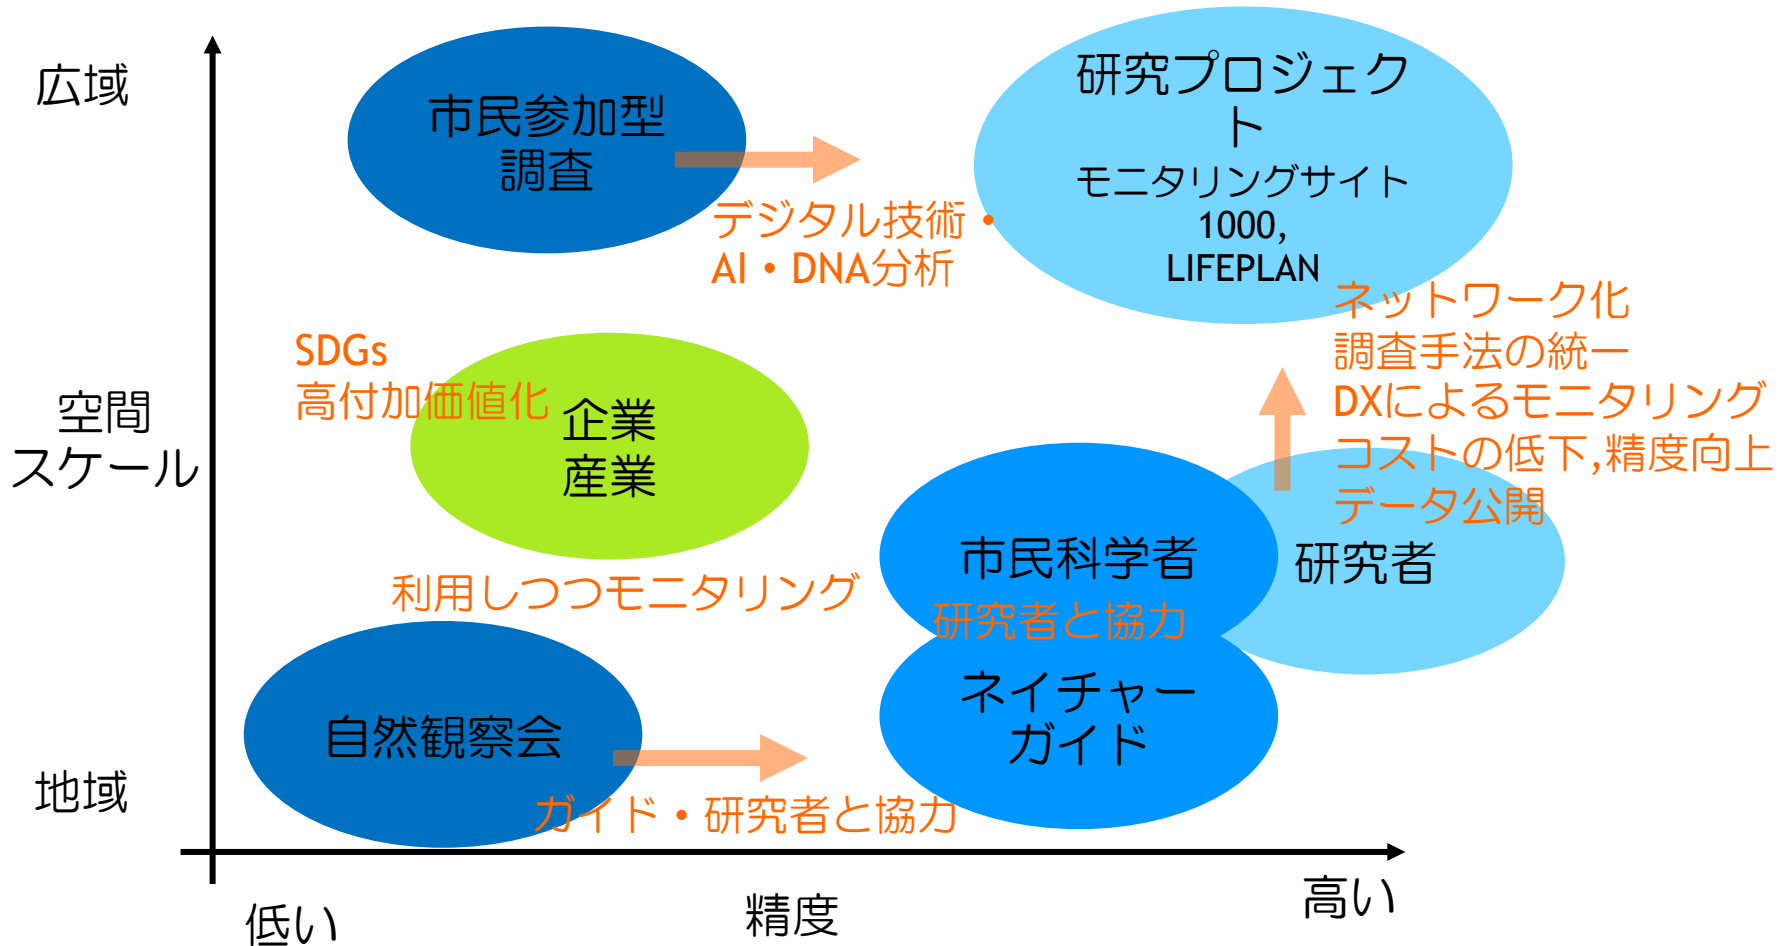 広域
市民参加型
調査
研究プロジェク
ト
モニタリングサイト
1000,
LIFEPLAN
デジタル技術・
AI・DNA分析
ネットワーク化
調査手法の統一
DXによるモニタリング
コストの低下,精度向上
データ公開
SDGs
高付加価値化
企業
産業
空間
スケール
市民科学者
研究者
利用しつつモニタリング
研究者と協力
ネイチャー
ガイド
自然観察会
ガイド・研究者と協力
地域
低い
精度
高い